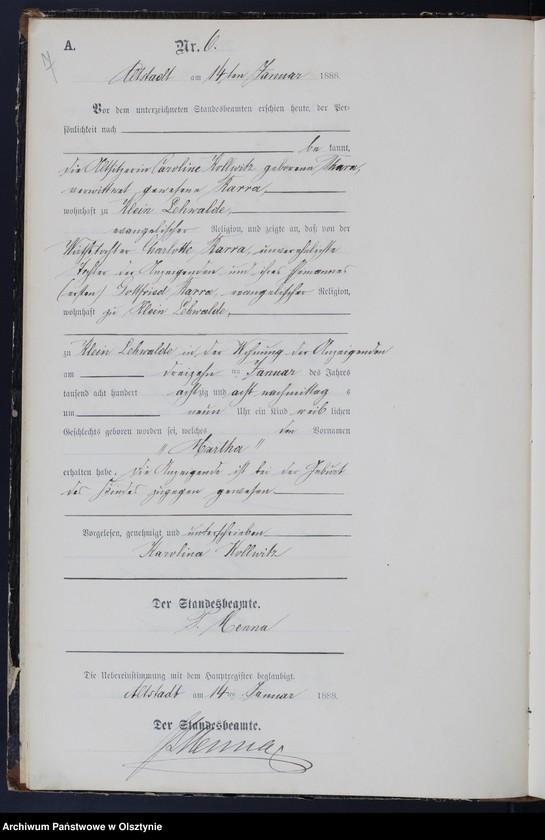 A.
Nr. 6.
Altstadt am 14ten Januar 1888.
Vor dem unterzeichneten Standesbeamten erschien heute, der Per-
sönlichkeit nach
be kannt,
die Altsitzerin Caroline Kollwitz geborene
verwittwet gewesene Karra,
wohnhaft zu Klein Lehwalde,
evangelischer Religion, und zeigte an, daß von der
Wirthstochter Charlotte Karra, unverehelichte
Tochter der Anzeigenden und ihres Ehemannes
(ersten) Gottfried Karra, evangelischer Religion,
wohnhaft zu Klein Lehwalde,
zu Klein Lehwalde in der Wohnung der Anzeigenden
am dreizehn ten Januar des Jahres
tausend acht hundert achtzig und acht nachmittag s
um neun Uhr ein Kind weib lichen
Geschlechts geboren worden sei, welches den Vornamen
„Martha"
erhalten habe. Die Anzeigende ist bei der Geburt
des Kindes zugegen gewesen.
Vorgelesen, genehmigt und unterschrieben
Karolina Kollwitz
Der Standesbeamte.
Menna
Die Uebereinstimmung mit dem Hauptregister beglaubigt.
Altstadt am 14ten Januar 1888.
Der Standesbeamte.
Menna
Archiwum Państwowe w Olsztynie